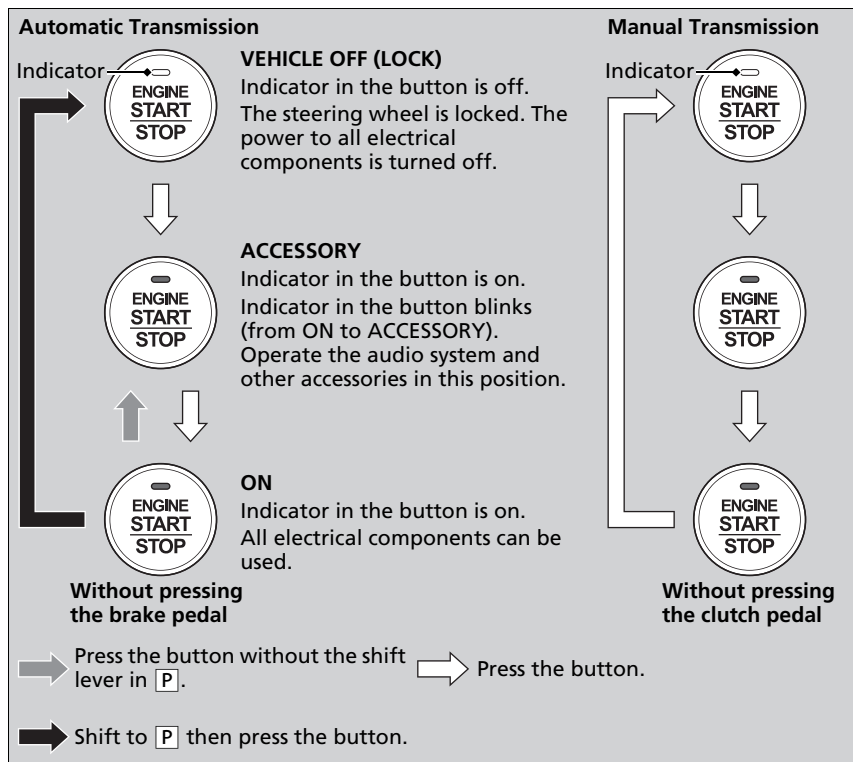 Automatic Transmission
Manual Transmission
Indicator
ENGINE
START
STOP
VEHICLE OFF (LOCK)
Indicator in the button is off.
The steering wheel is locked. The
power to all electrical
components is turned off.
Indicator
ENGINE
START
STOP
ENGINE
START
STOP
ACCESSORY
Indicator in the button is on.
Indicator in the button blinks
(from ON to ACCESSORY).
Operate the audio system and
other accessories in this position.
ENGINE
START
STOP
ENGINE
START
STOP
ON
Indicator in the button is on.
All electrical components can be
used.
ENGINE
START
STOP
Without pressing
the brake pedal
Without pressing
the clutch pedal
Press the button without the shift
lever in P.
Press the button.
Shift to P then press the button.